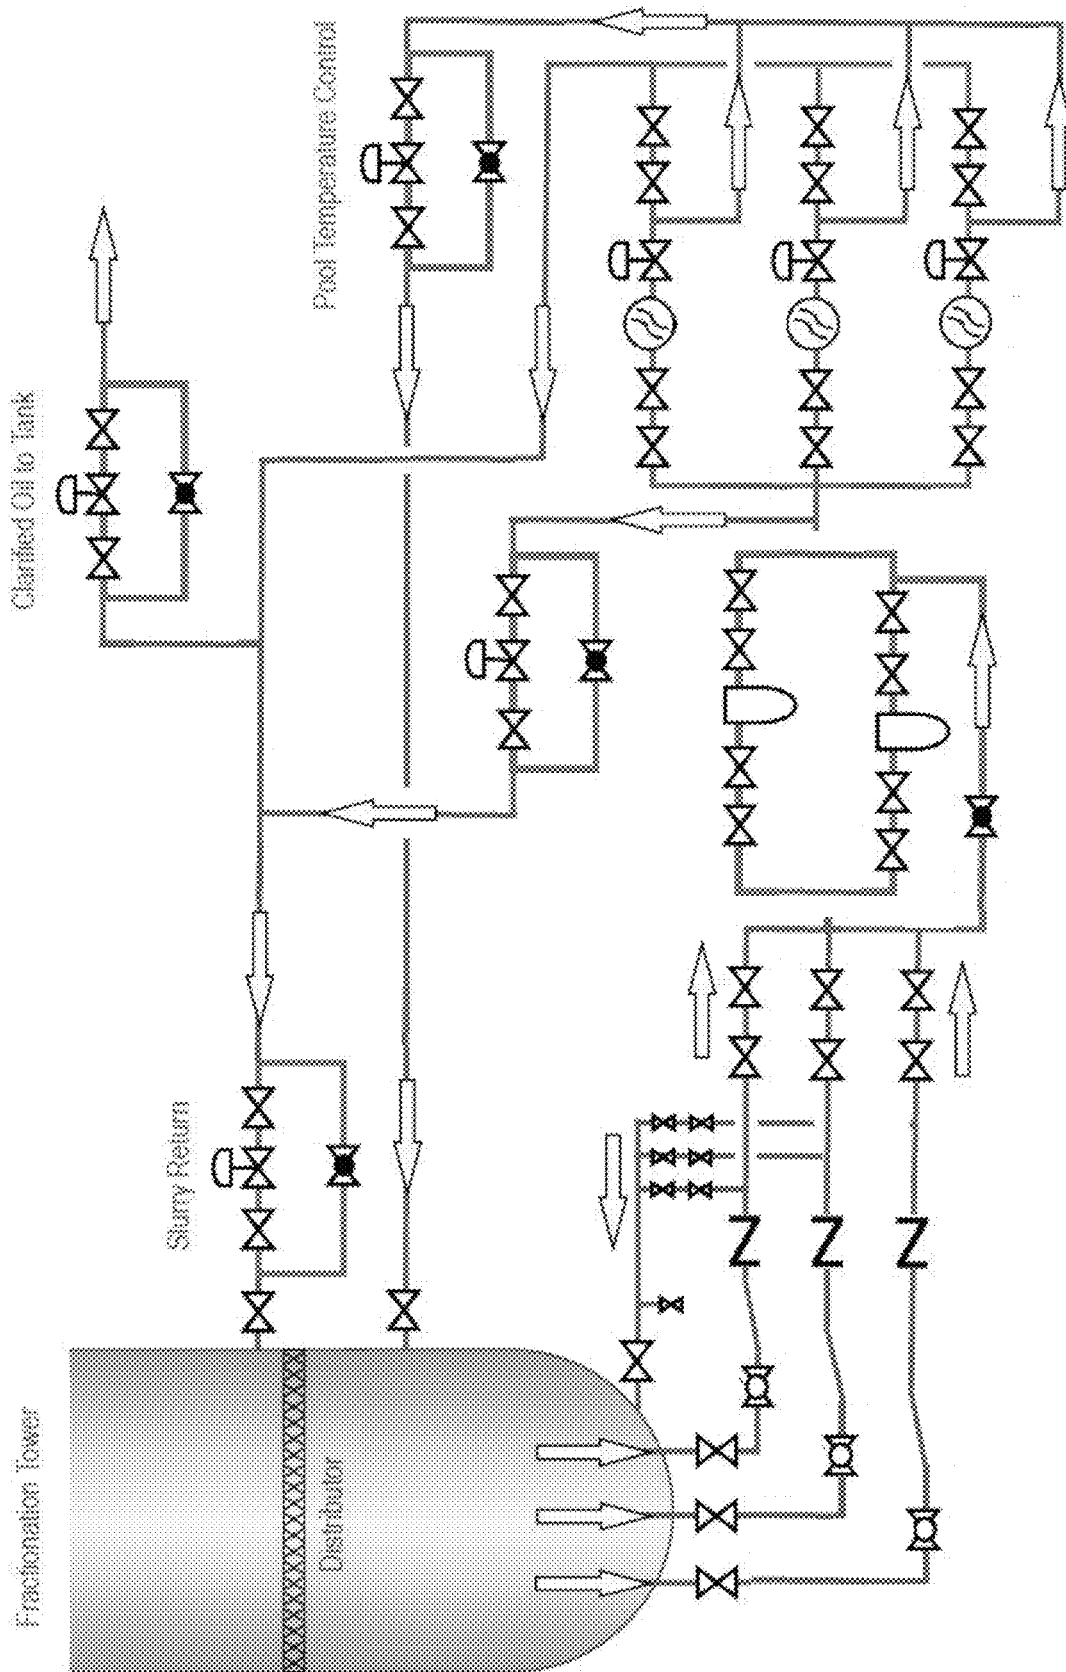 Fractionation Tower
Distributor
Slurry Return
Clarified Oil to Tank
Pool Temperature Control